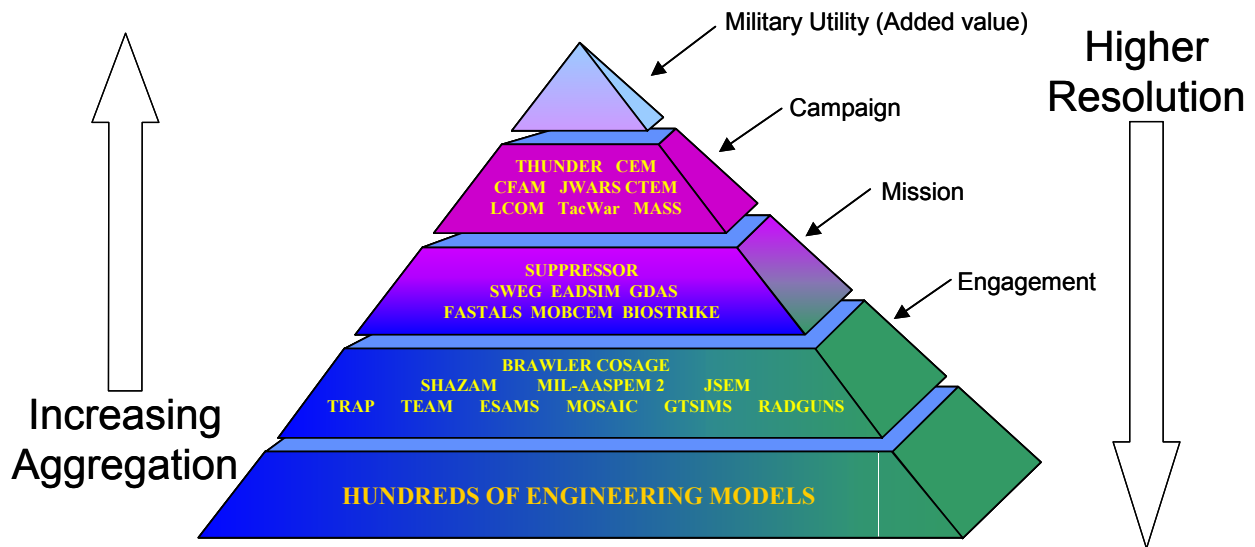 Military Utility (Added value)
Higher
Resolution
Campaign
THUNDER CEM
CFAM JWARS CTEM
LCOM TacWar MASS
Mission
SUPPRESSOR
SWEG EADSIM GDAS
FASTALS MOBCEM BIOSTRIKE
Engagement
BRAWLER COSAGE
SHAZAM MIL-AASPEM 2 JSEM
TRAP TEAM ESAMS MOSAIC GTSIMS RADGUNS
Increasing
Aggregation
HUNDREDS OF ENGINEERING MODELS